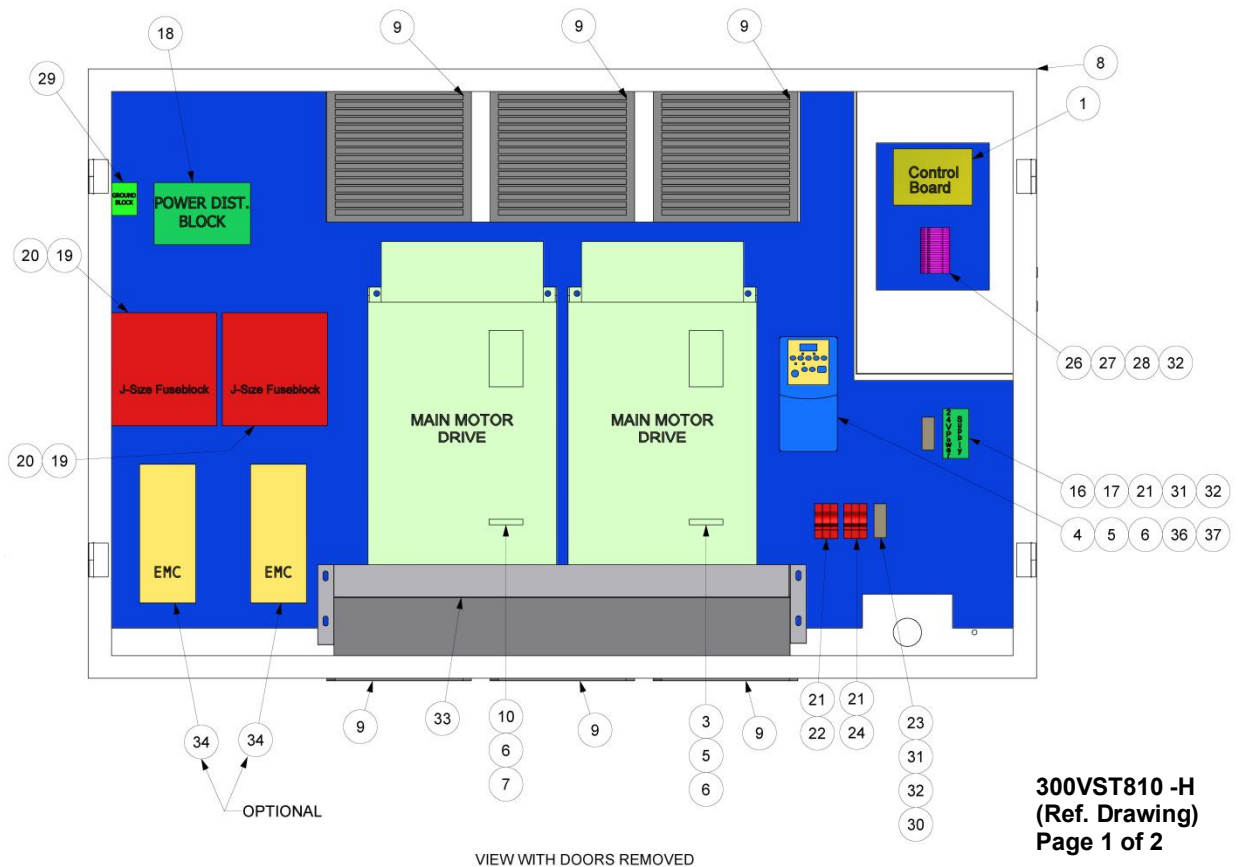 18
9
9
9
8
29
1
GROUND
BLOCK
POWER DIST.
BLOCK
Control
Board
20 19
26 27 28 32
J-Size Fuseblock
J-Size Fuseblock
MAIN MOTOR
DRIVE
MAIN MOTOR
DRIVE
24VPower
Supply
20 19
16 17 21 31 32
4 5 6 36 37
EMC
EMC
34
34
9
33
10
6
7
9
3
5
6
9
21
22
21
24
23
31
32
30
OPTIONAL
300VST810 -H
(Ref. Drawing)
Page 1 of 2
VIEW WITH DOORS REMOVED